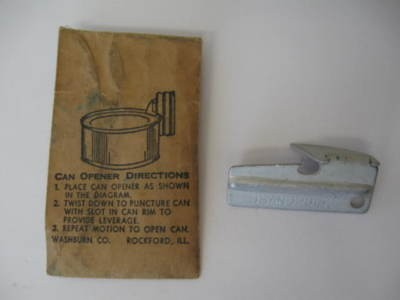 CAN OPENER DIRECTIONS
1. PLACE CAN OPENER AS SHOWN
IN THE DIAGRAM.
2. TWIST DOWN TO PUNCTURE CAN
WITH SLOT IN CAN RIM TO
PROVIDE LEVERAGE.
3. REPEAT MOTION TO OPEN CAN.
WASHBURN CO. ROCKFORD, ILL.